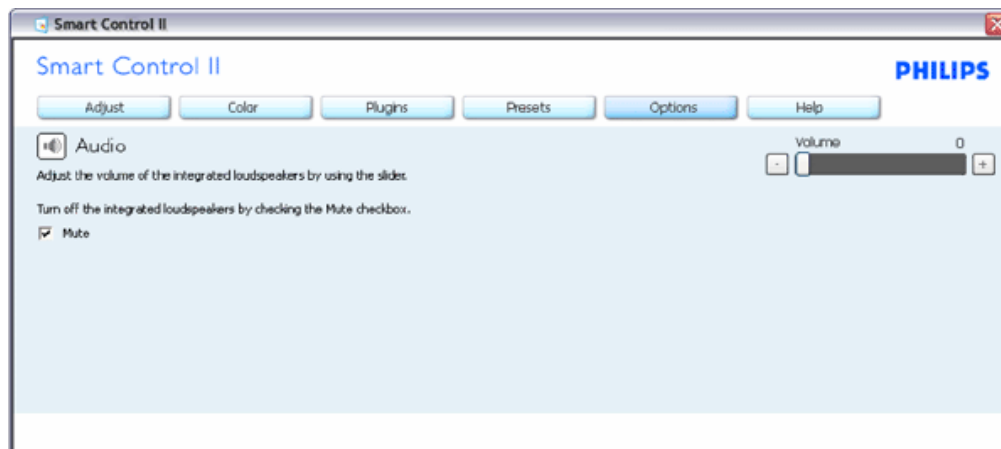 Smart Control II
Smart Control II
PHILIPS
Adjust Color Plugins Presets Options Help
Audio
Volume 0
- +
Adjust the volume of the integrated loudspeakers by using the slider.
Turn off the integrated loudspeakers by checking the Mute checkbox.
Mute